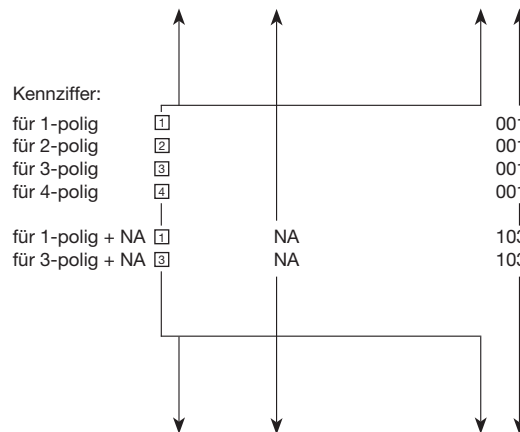 Kennziffer:
für 1-polig 1 001
für 2-polig 2 001
für 3-polig 3 001
für 4-polig 4 001
für 1-polig + NA 1 NA 103
für 3-polig + NA 3 NA 103